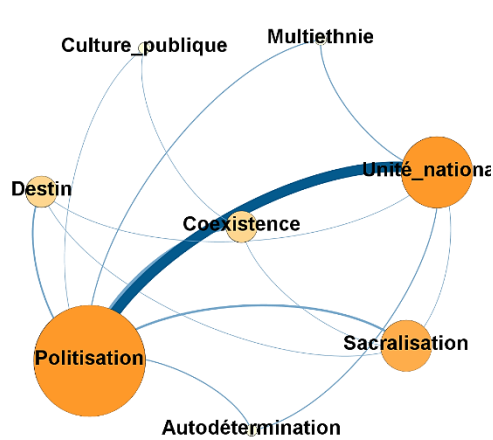 Multiethnie
Culture_publique
Unité_nationa
Destin
Coexistence
Sacralisation
Politisation
Autodétermination